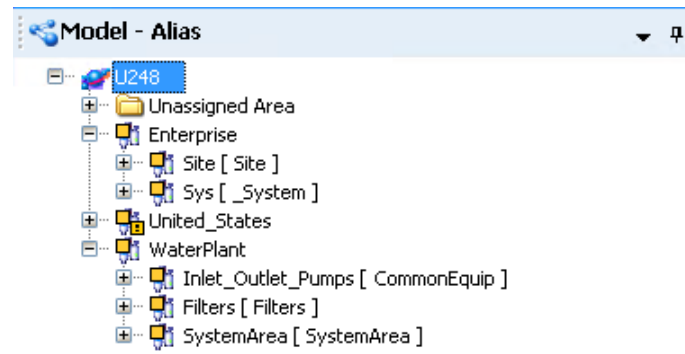 Model - Alias
U248
Unassigned Area
Enterprise
Site [ Site ]
Sys [ _System ]
United_States
WaterPlant
Inlet_Outlet_Pumps [ CommonEquip ]
Filters [ Filters ]
SystemArea [ SystemArea ]